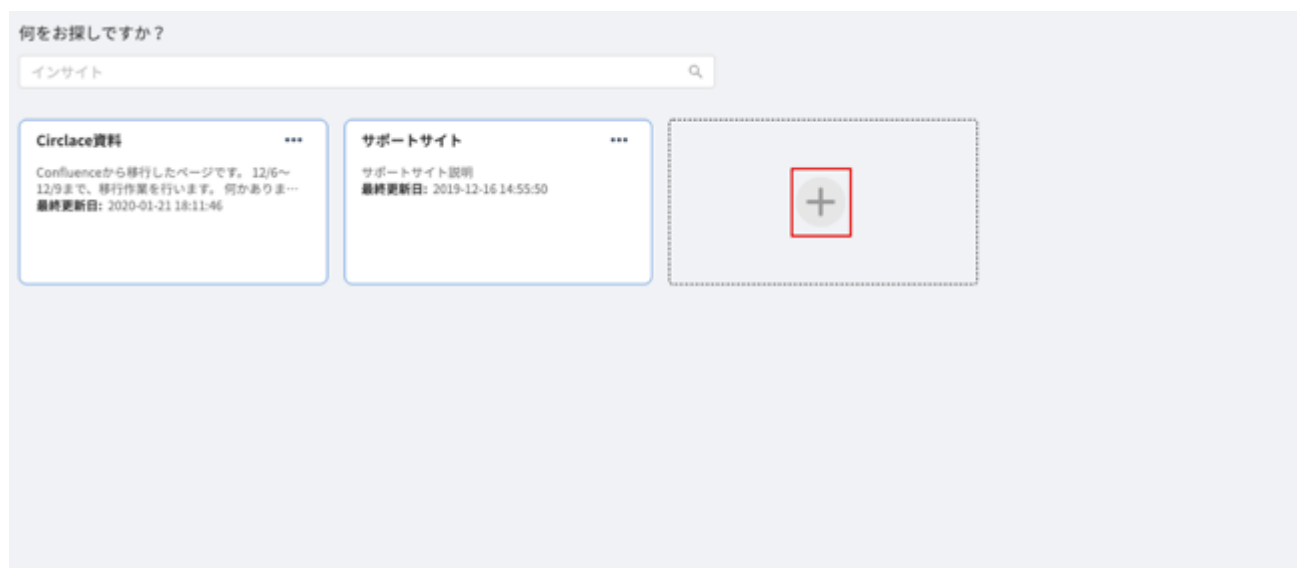 何をお探しですか？
インサイト
Circlace資料
Confluenceから移行したページです。 12/6〜
12/9まで、移行作業を行います。 何かありま…
最終更新日: 2020-01-21 18:11:46
サポートサイト
サポートサイト説明
最終更新日: 2019-12-16 14:55:50